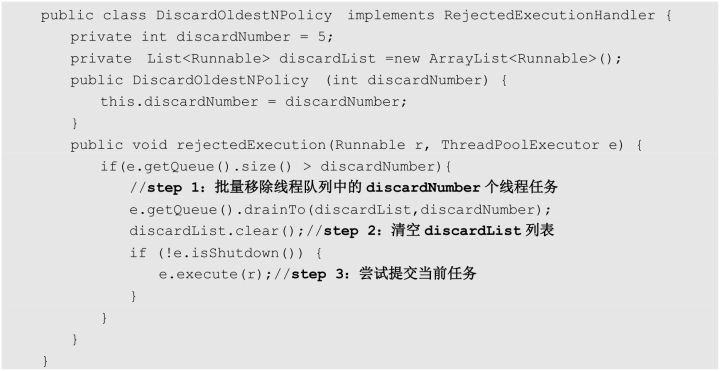 public class DiscardOldestNPolicy implements RejectedExecutionHandler {
private int discardNumber = 5;
private List<Runnable> discardList =new ArrayList<Runnable>();
public DiscardOldestNPolicy (int discardNumber) {
this.discardNumber = discardNumber;
}
public void rejectedExecution(Runnable r, ThreadPoolExecutor e) {
if(e.getQueue().size() > discardNumber){
//step 1：批量移除线程队列中的 discardNumber 个线程任务
e.getQueue().drainTo(discardList,discardNumber);
discardList.clear();//step 2：清空 discardList 列表
if (!e.isShutdown()) {
e.execute(r);//step 3：尝试提交当前任务
}
}
}
}